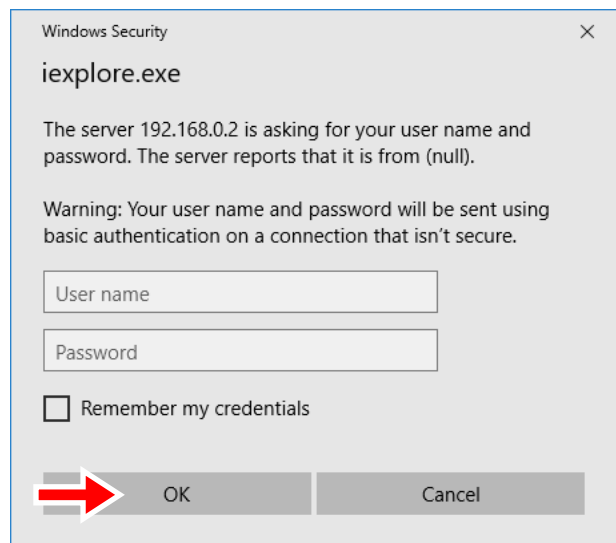 Windows Security
iexplore.exe
The server 192.168.0.2 is asking for your user name and
password. The server reports that it is from (null).
Warning: Your user name and password will be sent using
basic authentication on a connection that isn’t secure.
User name
Password
Remember my credentials
OK Cancel